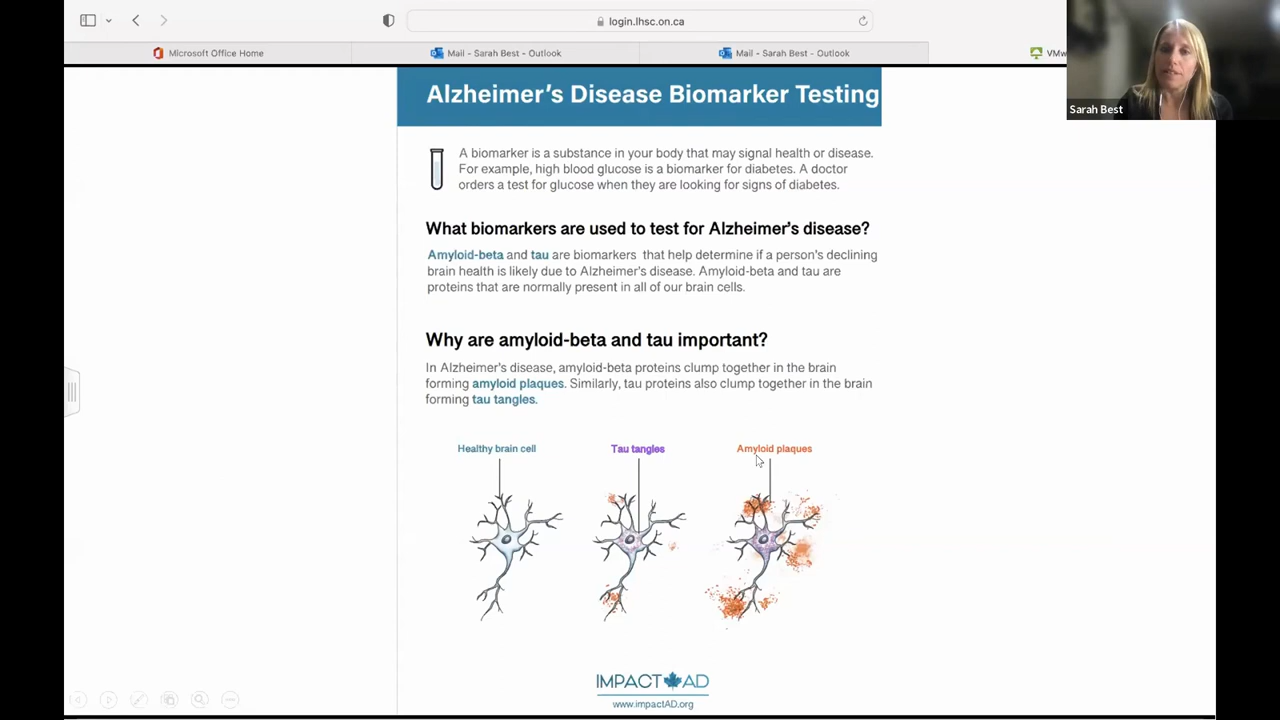 login.lhsc.on.ca
Microsoft Office Home
Mail - Sarah Best - Outlook
Mail - Sarah Best - Outlook
VMw
Sarah Best
Alzheimer's Disease Biomarker Testing
A biomarker is a substance in your body that may signal health or disease.
For example, high blood glucose is a biomarker for diabetes. A doctor
orders a test for glucose when they are looking for signs of diabetes.
What biomarkers are used to test for Alzheimer's disease?
Amyloid-beta and tau are biomarkers that help determine if a person's declining
brain health is likely due to Alzheimer's disease. Amyloid-beta and tau are
proteins that are normally present in all of our brain cells.
Why are amyloid-beta and tau important?
In Alzheimer's disease, amyloid-beta proteins clump together in the brain
forming amyloid plaques. Similarly, tau proteins also clump together in the brain
forming tau tangles.
Healthy brain cell
Tau tangles
Amyloid plaques
IMPACT AD
www.impactAD.org